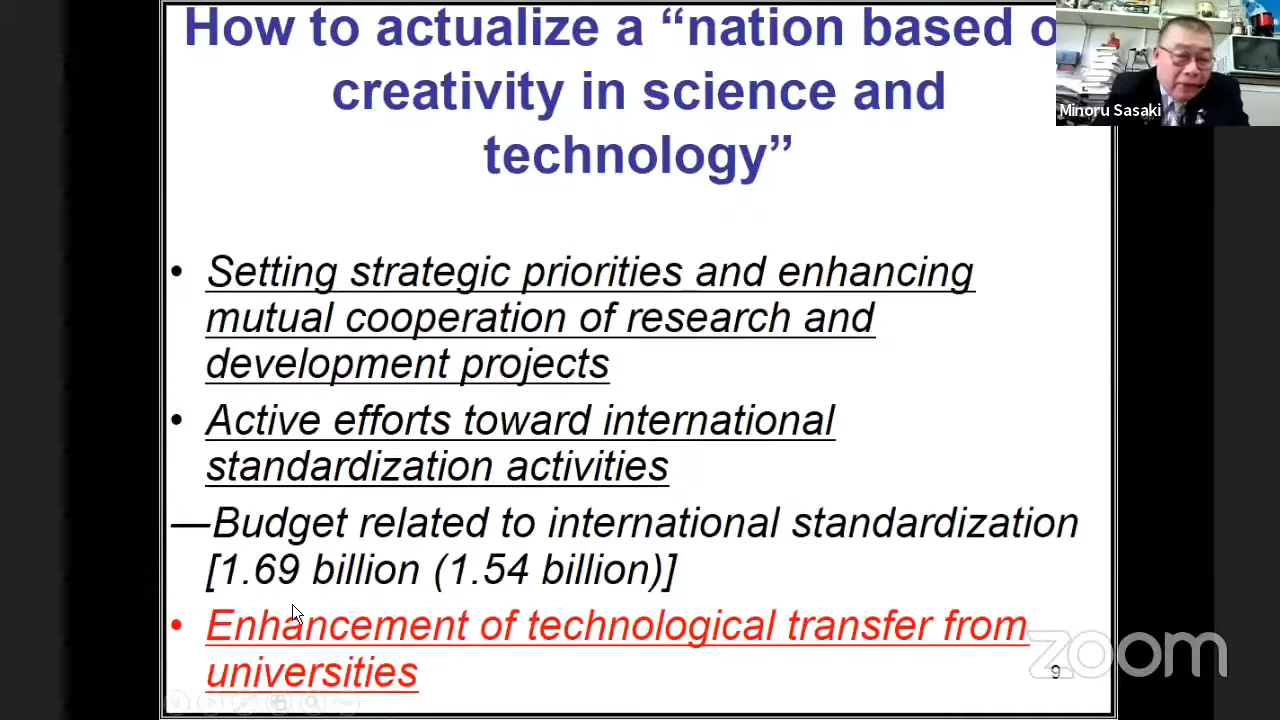 How to actualize a “nation based o
creativity in science and
technology”
Minoru Sasaki
• Setting strategic priorities and enhancing
mutual cooperation of research and
development projects
• Active efforts toward international
standardization activities
—Budget related to international standardization
[1.69 billion (1.54 billion)]
• Enhancement of technological transfer from
universities
zoom
9